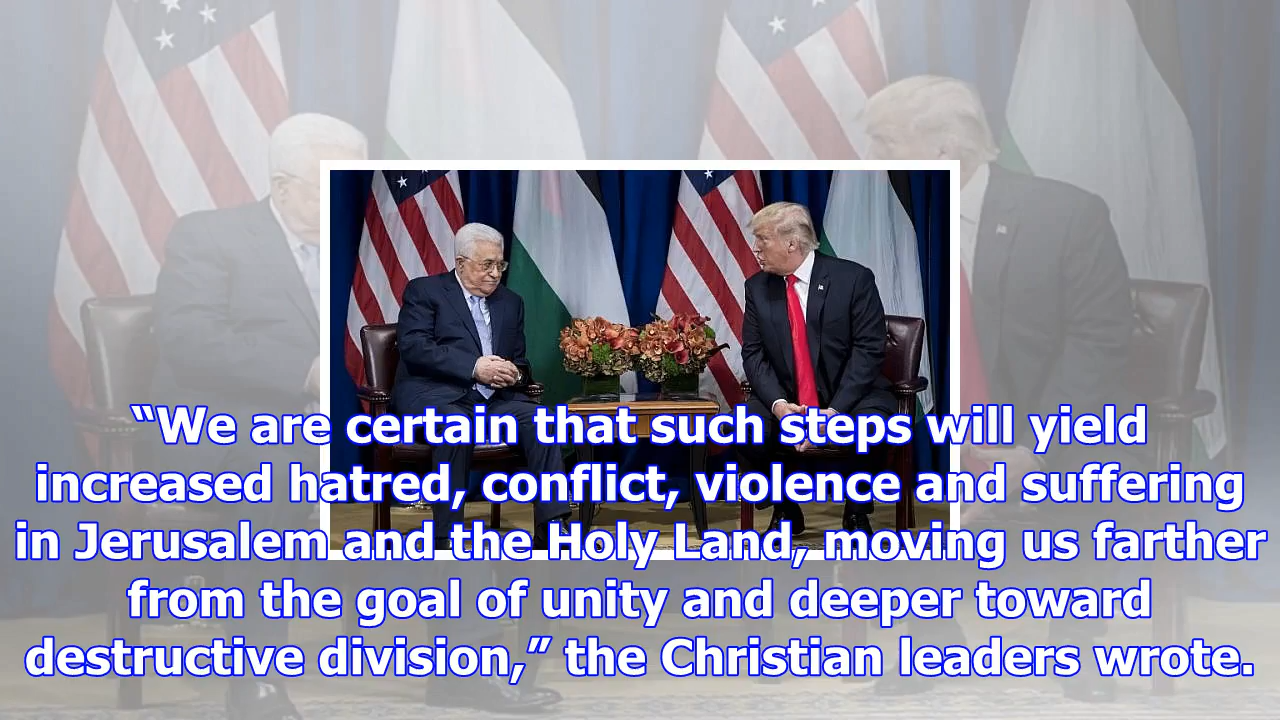 “We are certain that such steps will yield
increased hatred, conflict, violence and suffering
in Jerusalem and the Holy Land, moving us farther
from the goal of unity and deeper toward
destructive division,” the Christian leaders wrote.